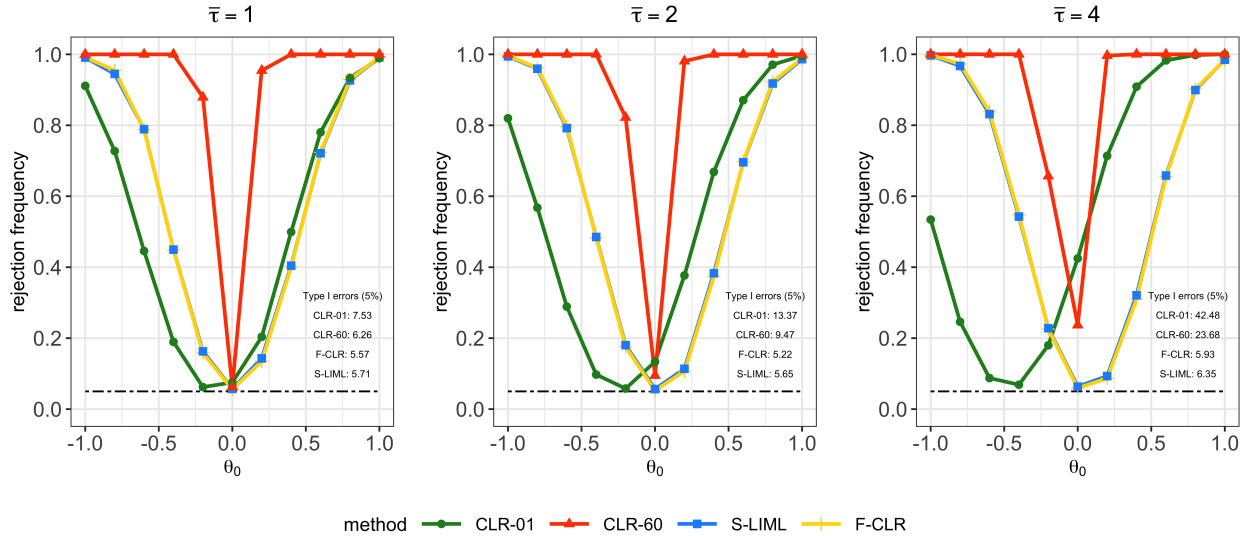 τ̅ = 1
τ̅ = 2
τ̅ = 4
rejection frequency
1.0
0.8
0.6
0.4
0.2
0.0
Type I errors (5%)
CLR-01: 7.53
CLR-60: 6.26
F-CLR: 5.57
S-LIML: 5.71
-1.0 -0.5 0.0 0.5 1.0
θ₀
rejection frequency
1.0
0.8
0.6
0.4
0.2
0.0
Type I errors (5%)
CLR-01: 13.37
CLR-60: 9.47
F-CLR: 5.22
S-LIML: 5.65
-1.0 -0.5 0.0 0.5 1.0
θ₀
rejection frequency
1.0
0.8
0.6
0.4
0.2
0.0
Type I errors (5%)
CLR-01: 42.48
CLR-60: 23.68
F-CLR: 5.93
S-LIML: 6.35
-1.0 -0.5 0.0 0.5 1.0
θ₀
method CLR-01 CLR-60 S-LIML F-CLR